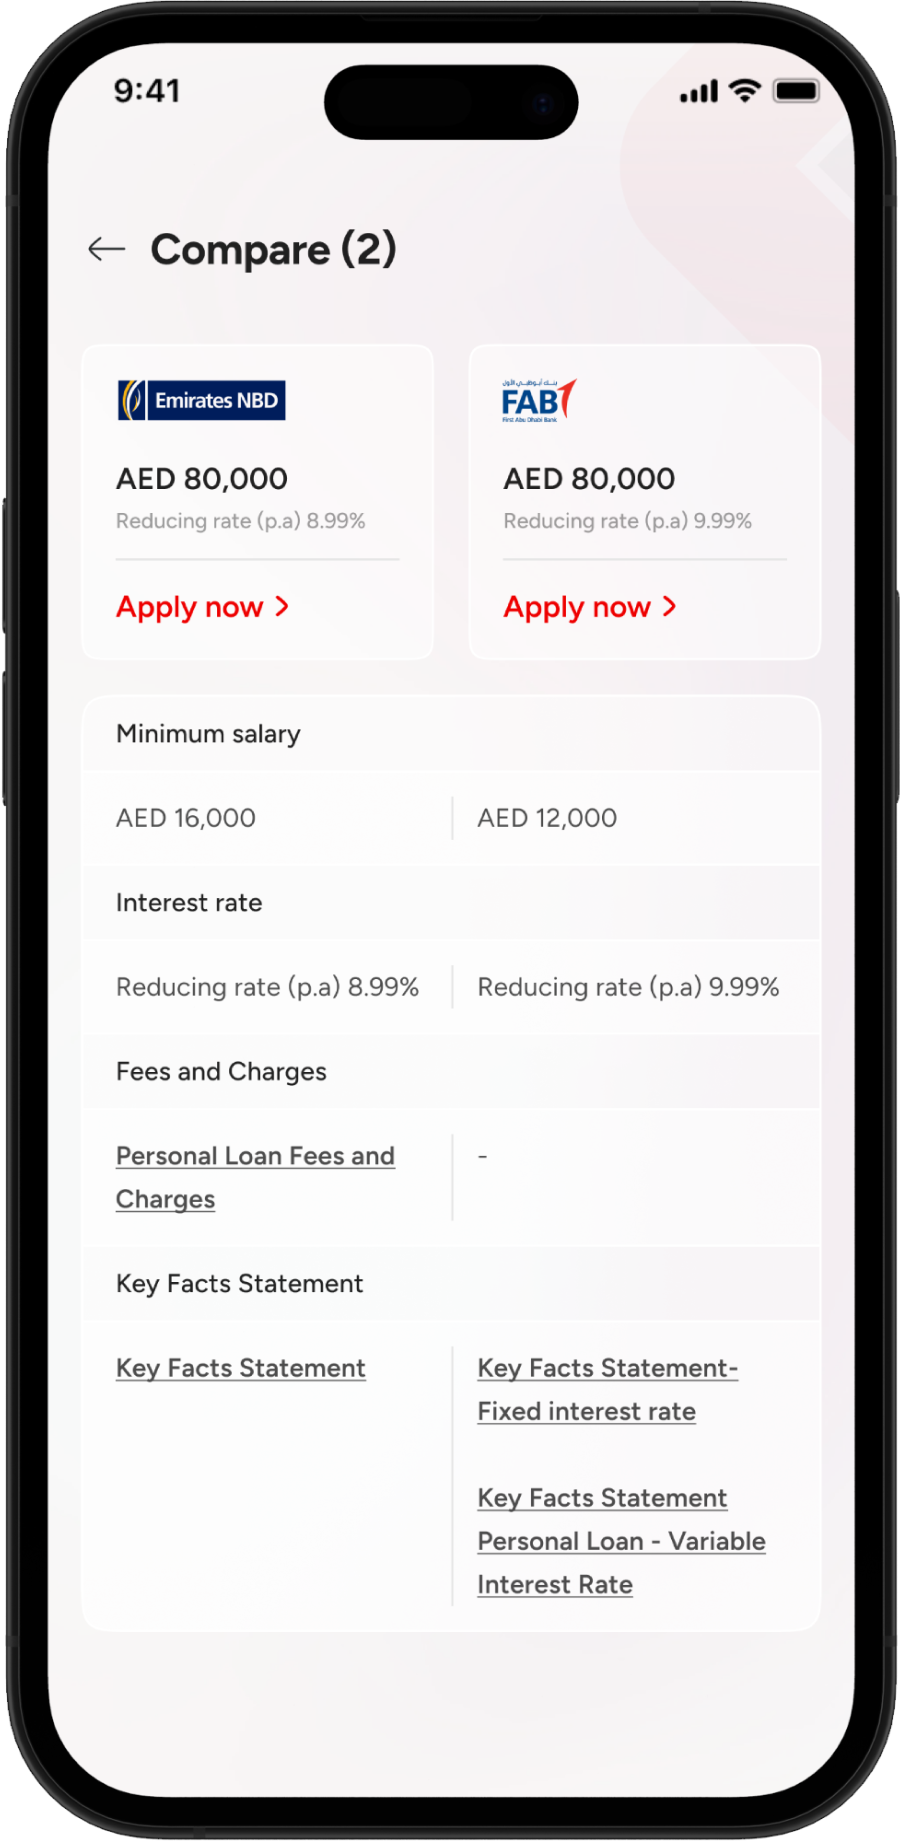 9:41
Compare (2)
Emirates NBD
بنك أبوظبي الأول
FAB
First Abu Dhabi Bank
AED 80,000
AED 80,000
Reducing rate (p.a) 8.99%
Reducing rate (p.a) 9.99%
Apply now
Apply now
Minimum salary
AED 16,000
AED 12,000
Interest rate
Reducing rate (p.a) 8.99%
Reducing rate (p.a) 9.99%
Fees and Charges
Personal Loan Fees and
Charges
-
Key Facts Statement
Key Facts Statement
Key Facts Statement-
Fixed interest rate
Key Facts Statement
Personal Loan - Variable
Interest Rate